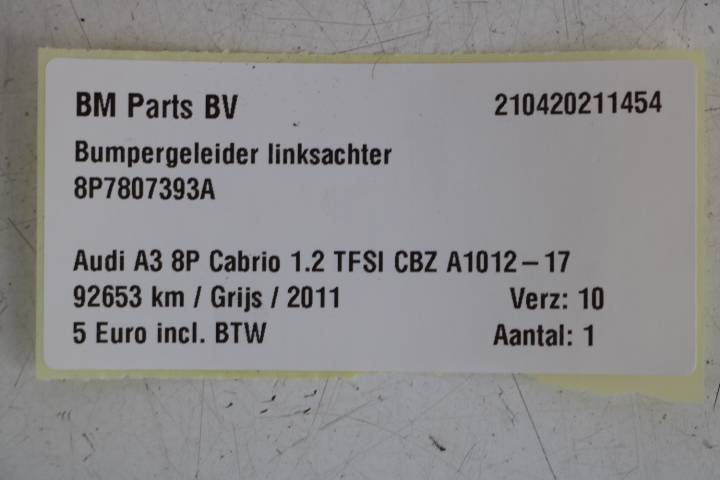 BM Parts BV 210420211454
Bumpergeleider linksachter
8P7807393A
Audi A3 8P Cabrio 1.2 TFSI CBZ A1012-17
92653 km / Grijs / 2011 Verz: 10
5 Euro incl. BTW Aantal: 1